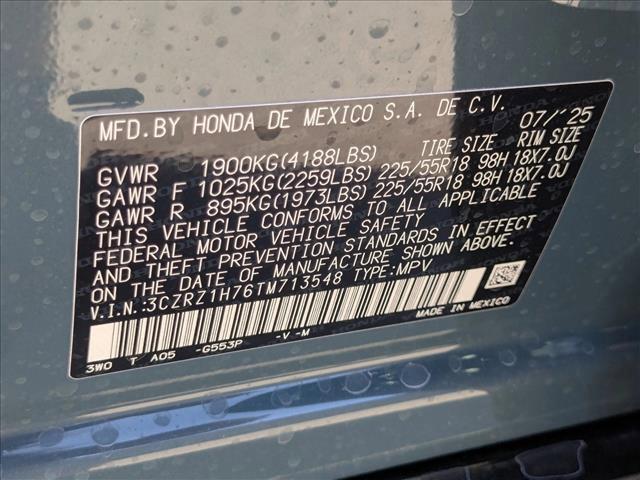 MFD.BY HONDA DE MEXICO S.A. DE C.V. 07/'25
TIRE SIZE RIM SIZE
GVWR 1900KG(4188LBS)
GAWR F 1025KG(2259LBS) 225/55R18 98H 18X7.0J
GAWR R 895KG(1973LBS) 225/55R18 98H 18X7.0J
THIS VEHICLE CONFORMS TO ALL APPLICABLE
FEDERAL MOTOR VEHICLE SAFETY
AND THEFT PREVENTION STANDARDS IN EFFECT
ON THE DATE OF MANUFACTURE SHOWN ABOVE.
V.I.N.:3CZRZ1H76TM713548 TYPE:MPV
MADE IN MEXICO
3W0 T A05 -G553P -V -M